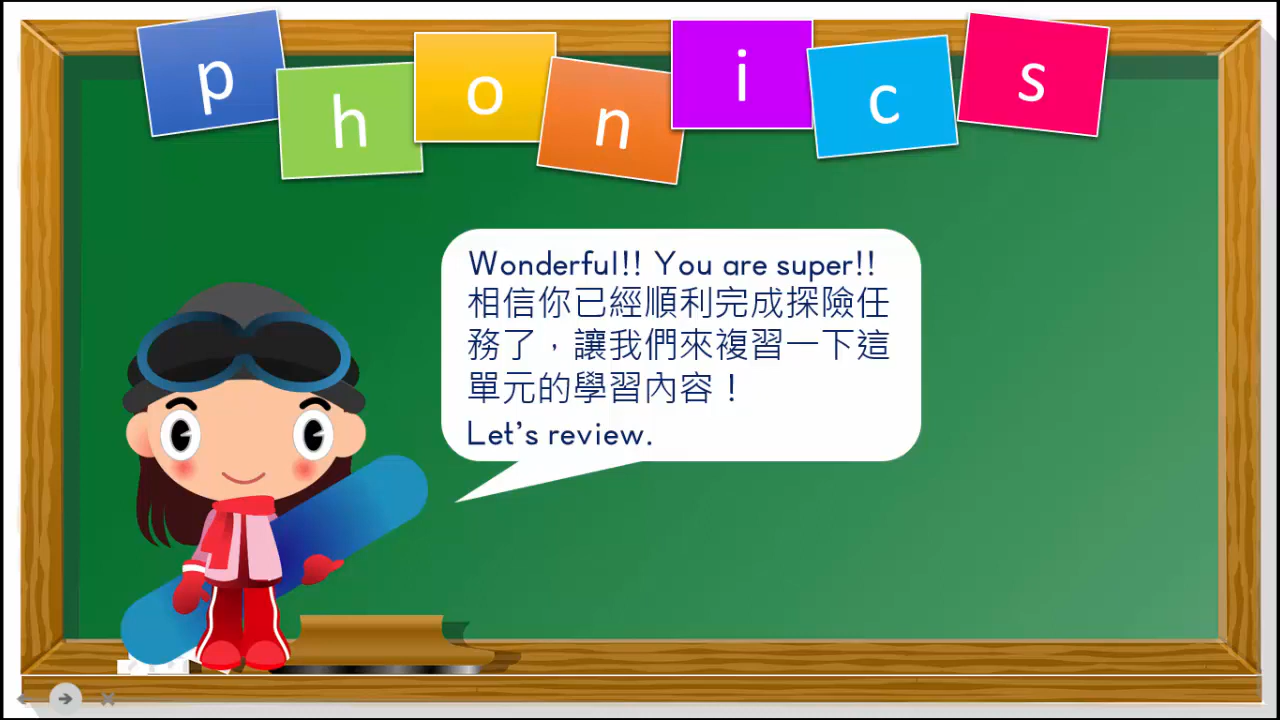 phonics
Wonderful!! You are super!!
相信你已經順利完成探險任
務了，讓我們來複習一下這
單元的學習內容！
Let's review.